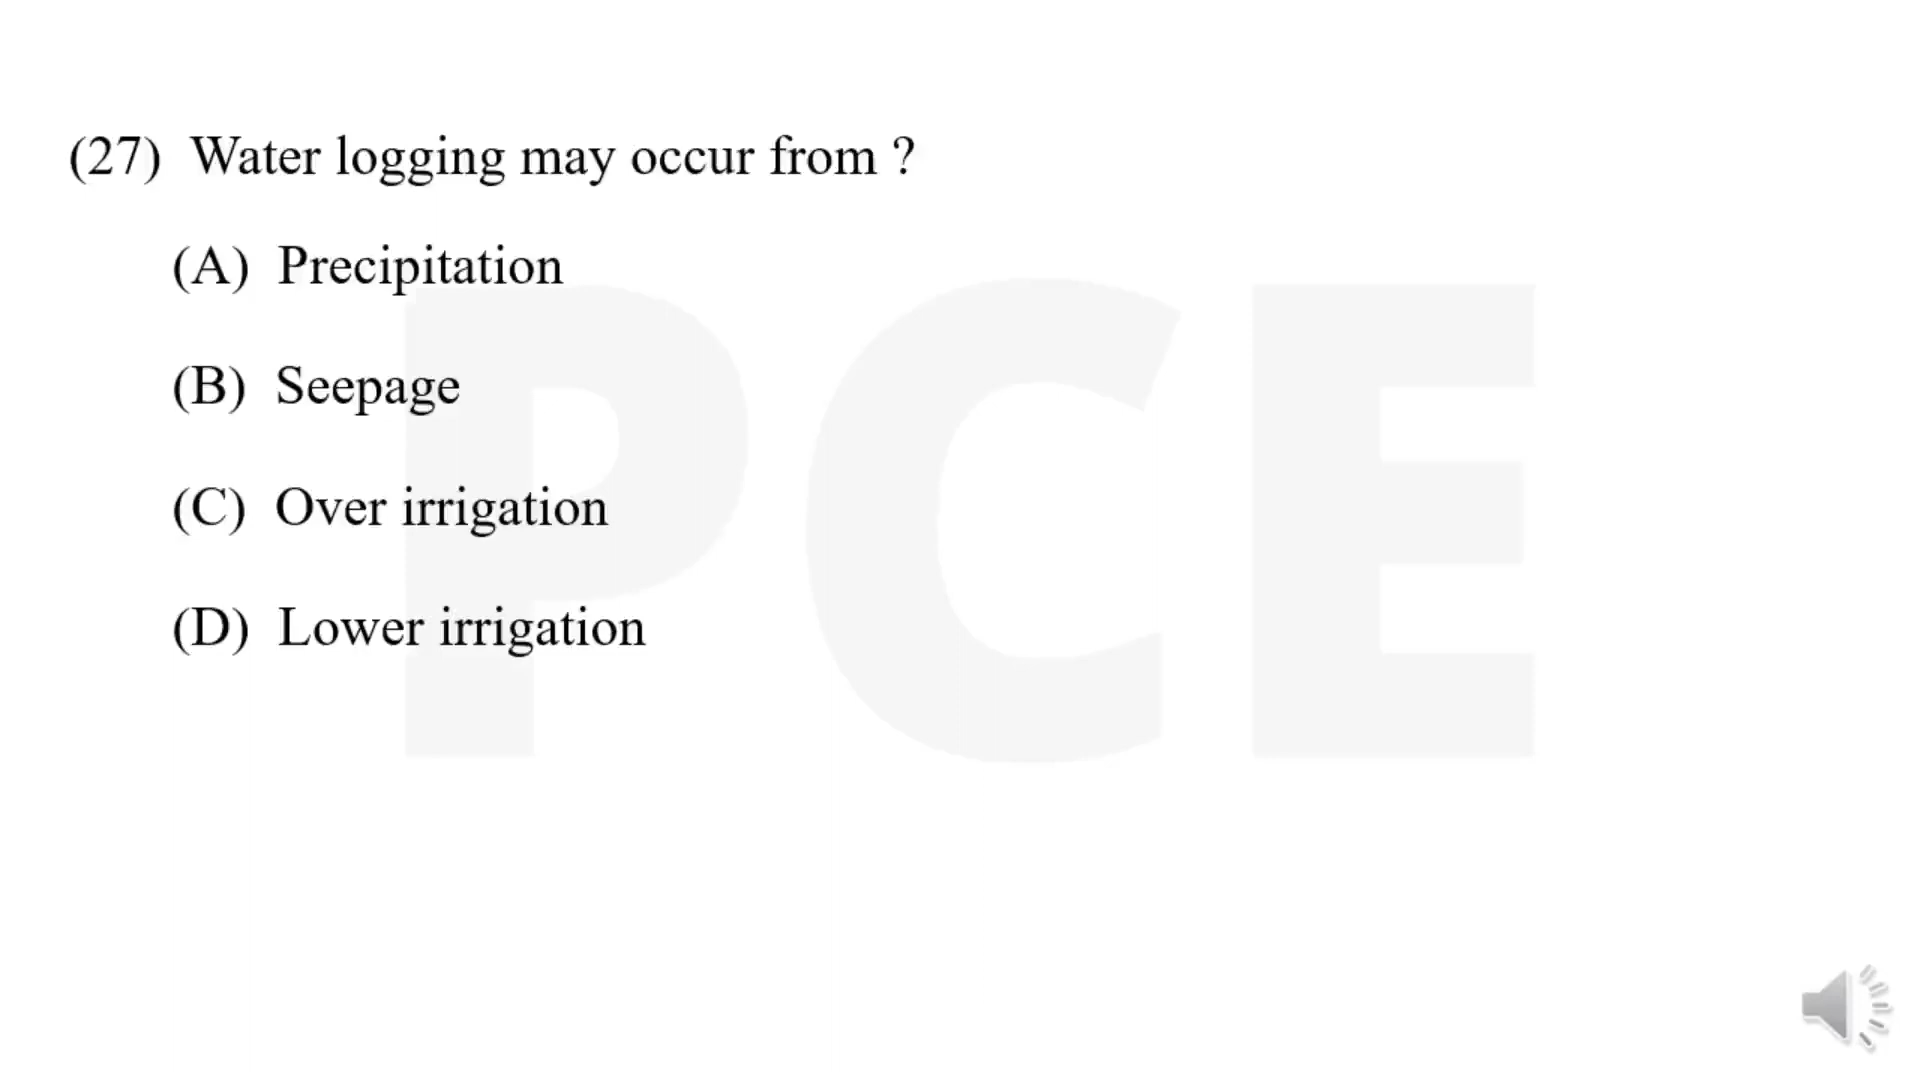 (27) Water logging may occur from ?
(A) Precipitation
(B) Seepage
(C) Over irrigation
(D) Lower irrigation
PCE